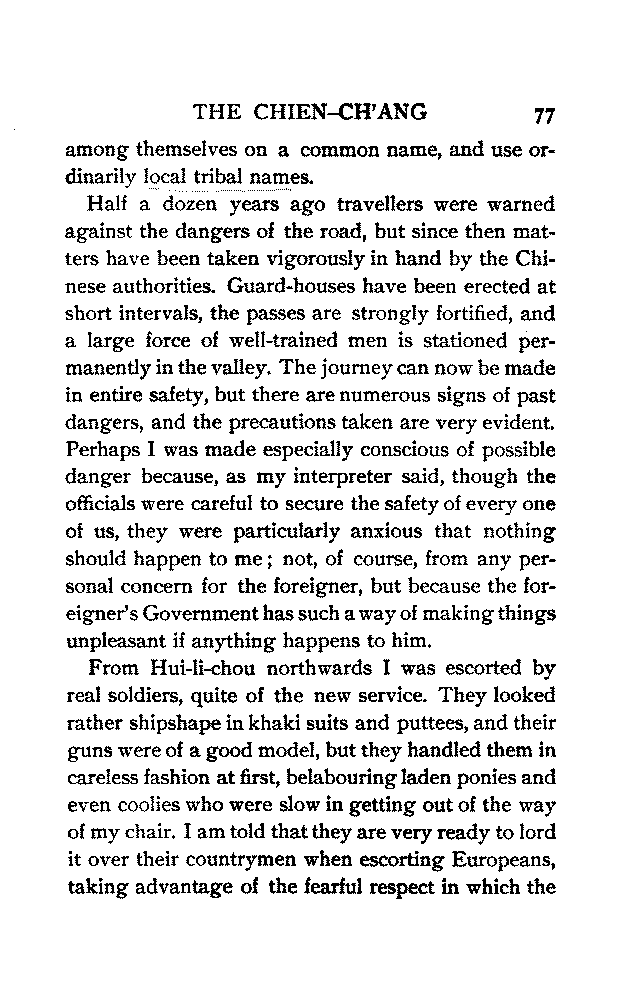 THE CHIEN–CH'ANG 77
among themselves on a common name, and use or-
dinarily local tribal names.
Half a dozen years ago travellers were warned
against the dangers of the road, but since then mat-
ters have been taken vigorously in hand by the Chi-
nese authorities. Guard-houses have been erected at
short intervals, the passes are strongly fortified, and
a large force of well-trained men is stationed per-
manently in the valley. The journey can now be made
in entire safety, but there are numerous signs of past
dangers, and the precautions taken are very evident.
Perhaps I was made especially conscious of possible
danger because, as my interpreter said, though the
officials were careful to secure the safety of every one
of us, they were particularly anxious that nothing
should happen to me; not, of course, from any per-
sonal concern for the foreigner, but because the for-
eigner's Government has such a way of making things
unpleasant if anything happens to him.
From Hui-li-chou northwards I was escorted by
real soldiers, quite of the new service. They looked
rather shipshape in khaki suits and puttees, and their
guns were of a good model, but they handled them in
careless fashion at first, belabouring laden ponies and
even coolies who were slow in getting out of the way
of my chair. I am told that they are very ready to lord
it over their countrymen when escorting Europeans,
taking advantage of the fearful respect in which the